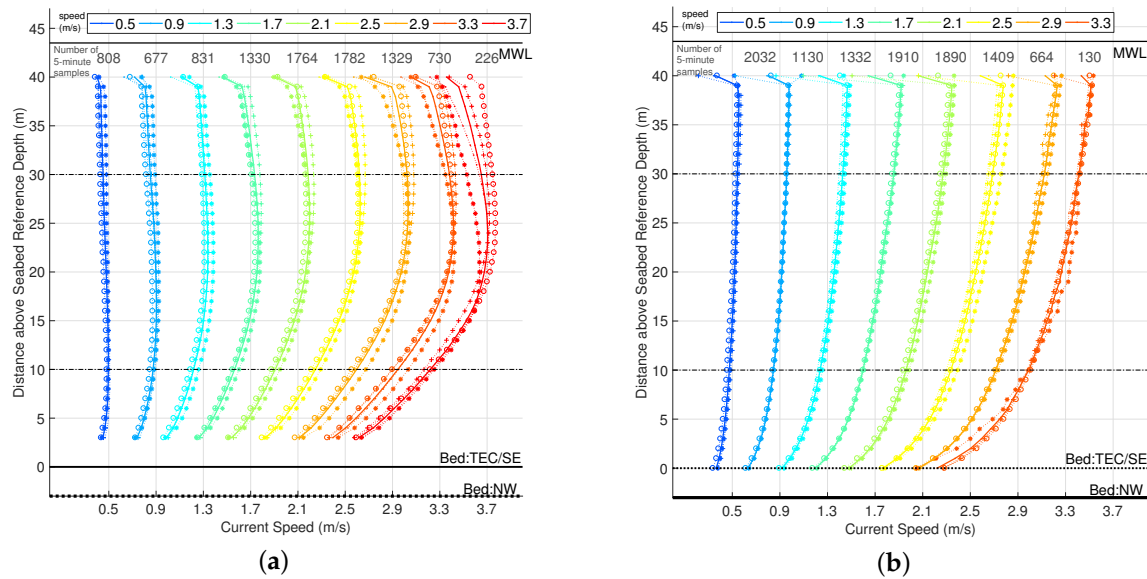 speed
(m/s)
0.5 0.9 1.3 1.7 2.1 2.5 2.9 3.3 3.7
45
Number of
5-minute
samples
808 677 831 1330 1764 1782 1329 730 226
MWL
40
35
30
25
20
15
10
5
0
Distance above Seabed Reference Depth (m)
Bed:TEC/SE
Bed:NW
0.5 0.9 1.3 1.7 2.1 2.5 2.9 3.3 3.7
Current Speed (m/s)
(a)
speed
(m/s)
0.5 0.9 1.3 1.7 2.1 2.5 2.9 3.3
45
Number of
5-minute
samples
2032 1130 1332 1910 1890 1409 664 130
MWL
40
35
30
25
20
15
10
5
0
Distance above Seabed Reference Depth (m)
Bed:TEC/SE
Bed:NW
0.5 0.9 1.3 1.7 2.1 2.5 2.9 3.3 3.7
Current Speed (m/s)
(b)